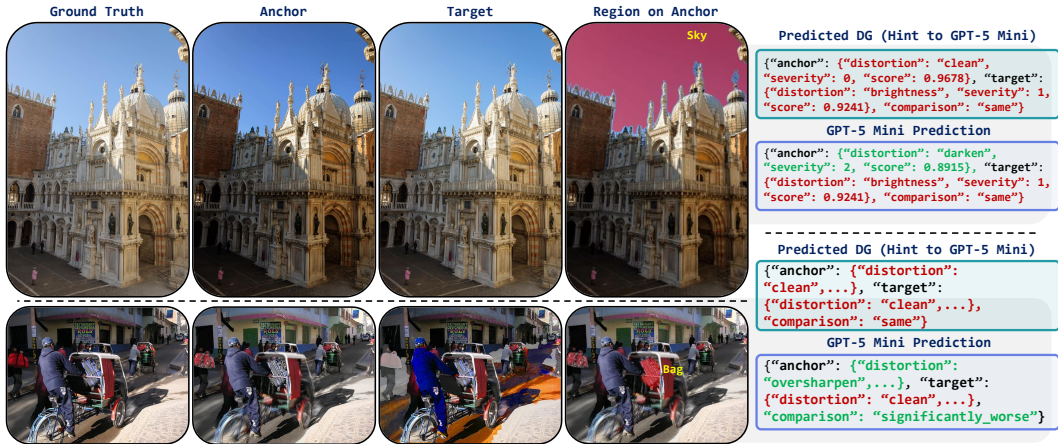 Ground Truth
Anchor
Target
Region on Anchor
Sky
Predicted DG (Hint to GPT-5 Mini)
{“anchor”: {“distortion”: “clean”,
“severity”: 0, “score”: 0.9678}, “target”:
{“distortion”: “brightness”, “severity”: 1,
“score”: 0.9241}, “comparison”: “same”}
GPT-5 Mini Prediction
{“anchor”: {“distortion”: “darken”,
“severity”: 2, “score”: 0.8915}, “target”:
{“distortion”: “brightness”, “severity”: 1,
“score”: 0.9241}, “comparison”: “same”}
Bag
Predicted DG (Hint to GPT-5 Mini)
{“anchor”: {“distortion”:
“clean”,...}, “target”:
{“distortion”: “clean”,...},
“comparison”: “same”}
GPT-5 Mini Prediction
{“anchor”: {“distortion”:
“oversharpen”,...}, “target”:
{“distortion”: “clean”,...},
“comparison”: “significantly_worse”}